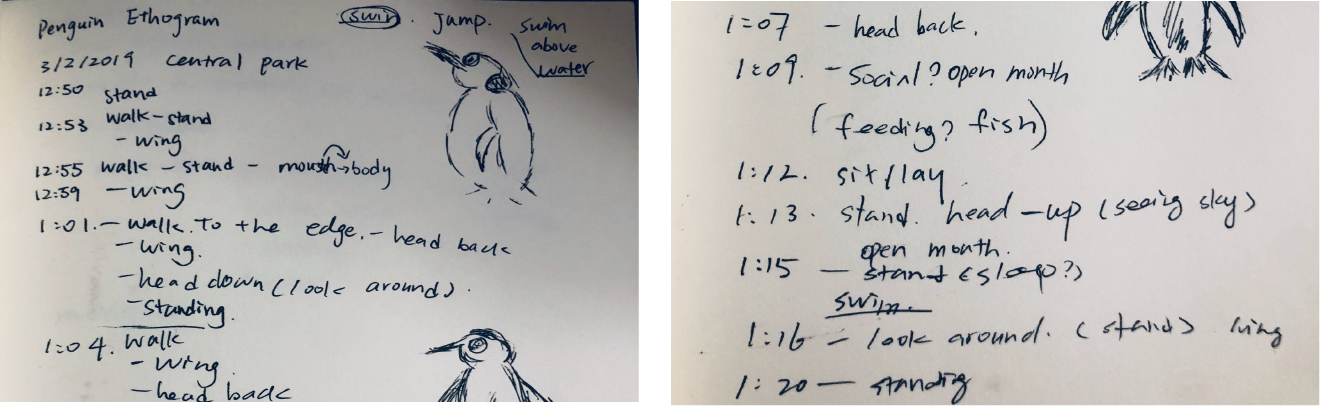 Penguin Ethogram
swim. Jump. swim
above
water
3/2/2019 central park
12:50 stand
12:53 walk-stand
- wing
12:55 walk - stand - mouth→body
12:59 - wing
1:01. - walk. To the edge. - head back
- wing.
- head down (look around).
- standing.
1:04. walk
- wing
- head back
1:07 - head back.
1:09. - Social? open month
(feeding? fish)
1:12. sit/lay.
1:13. stand. head-up (seeing sky)
open month.
1:15 - stand (sleep?)
swim.
1:16 - look around. (stand) wing
1:20 - standing